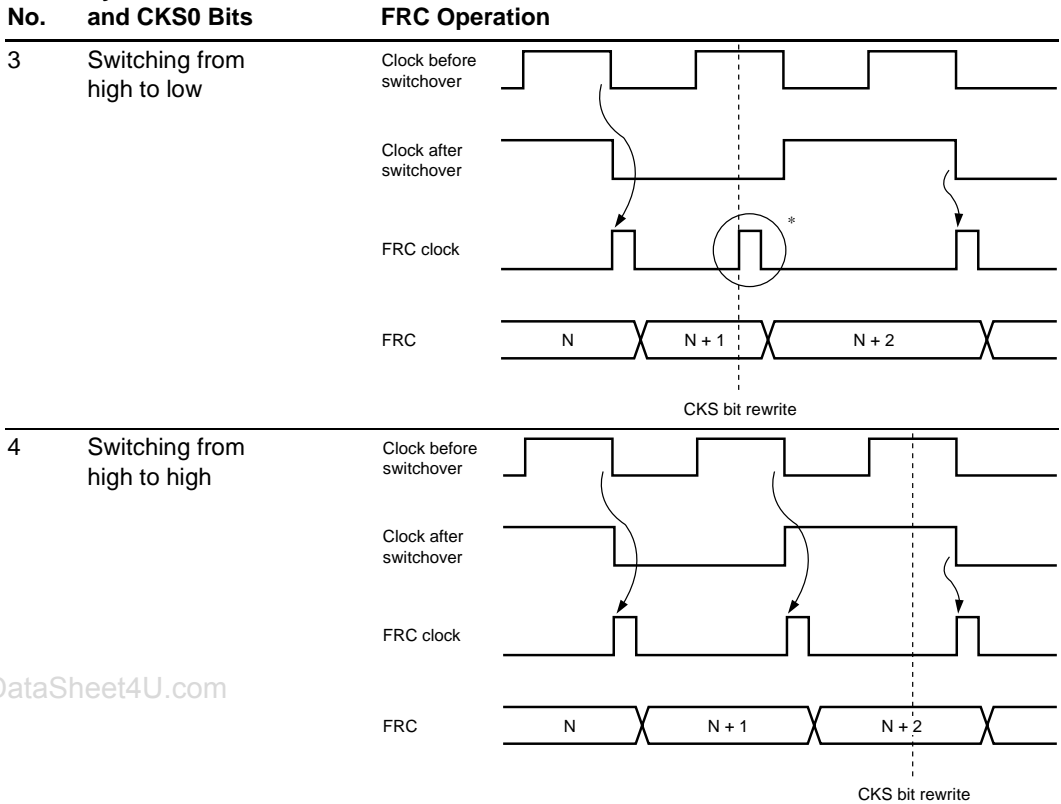 No. and CKS0 Bits FRC Operation
3 Switching from
high to low
Clock before
switchover
Clock after
switchover
*
FRC clock
FRC N N + 1 N + 2
CKS bit rewrite
4 Switching from
high to high
Clock before
switchover
Clock after
switchover
FRC clock
DataSheet4U.com
FRC N N + 1 N + 2
CKS bit rewrite